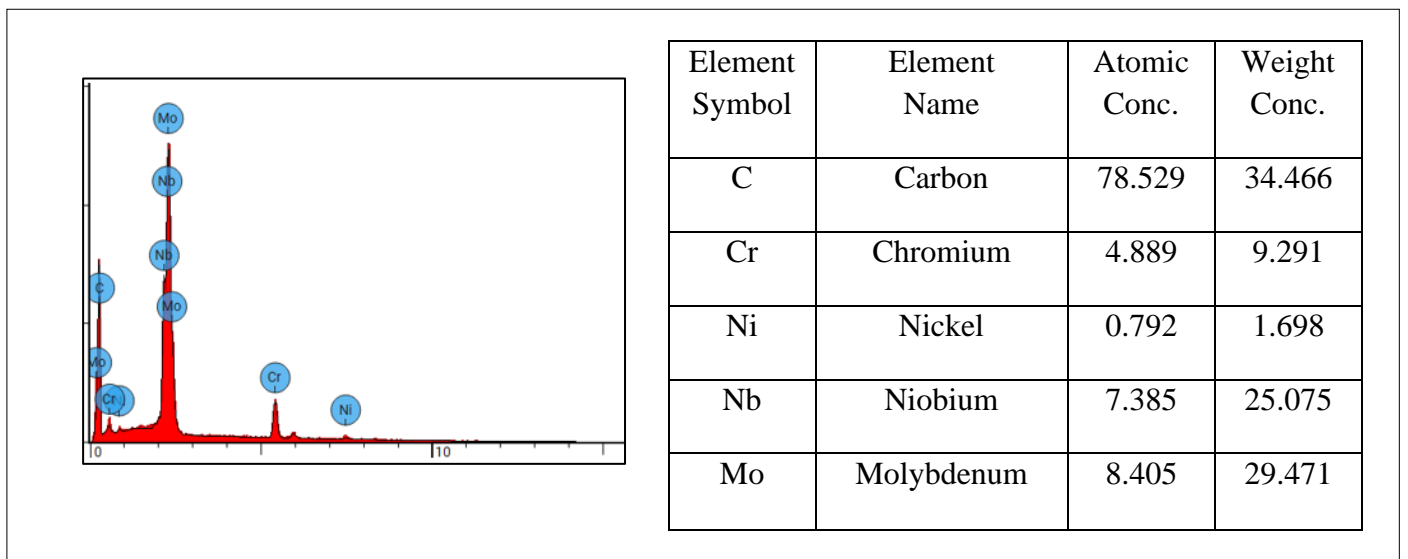 Mo
Nb
Nb
C
Mo
Mo
Cr
Cr
Ni
0
10
Element Symbol Element Name Atomic Conc. Weight Conc.
C Carbon 78.529 34.466
Cr Chromium 4.889 9.291
Ni Nickel 0.792 1.698
Nb Niobium 7.385 25.075
Mo Molybdenum 8.405 29.471